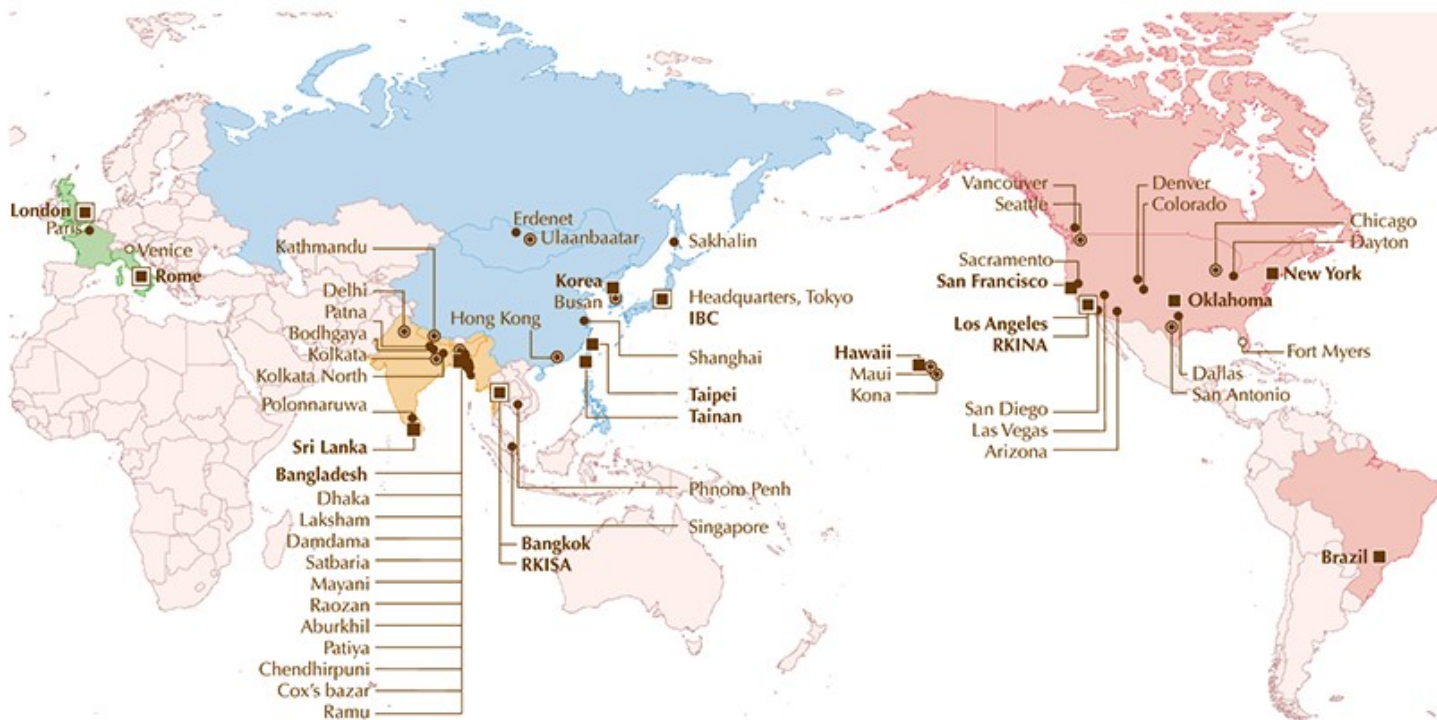 London
Paris
Venice
Rome
Kathmandu
Delhi
Patna
Bodhgaya
Kolkata
Kolkata North
Polonnaruwa
Sri Lanka
Bangladesh
Dhaka
Laksham
Damdama
Satbaria
Mayani
Raozan
Aburkhil
Patiya
Chendhirpuni
Cox's bazar
Ramu
Erdenet
Ulaanbaatar
Sakhalin
Korea
Busan
Headquarters, Tokyo
IBC
Hong Kong
Shanghai
Taipei
Tainan
Phnom Penh
Singapore
Bangkok
RKISA
Hawaii
Maui
Kona
Vancouver
Seattle
Sacramento
San Francisco
Los Angeles
RKINA
San Diego
Las Vegas
Arizona
Denver
Colorado
Chicago
Dayton
New York
Oklahoma
Fort Myers
Dallas
San Antonio
Brazil